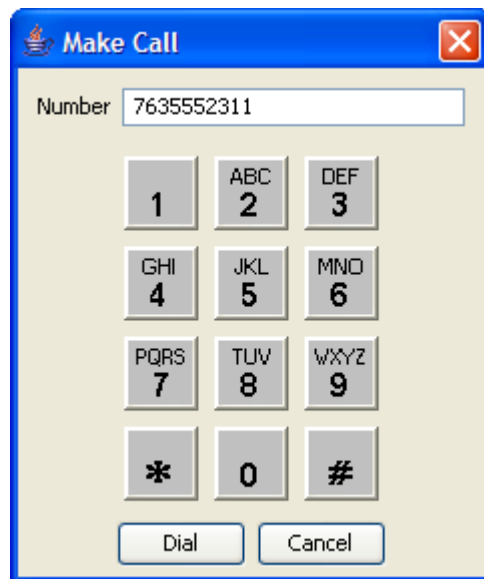 Make Call
Number 7635552311
ABC DEF
1 2 3
GHI JKL MNO
4 5 6
PQRS TUV WXYZ
7 8 9
* 0 #
Dial Cancel